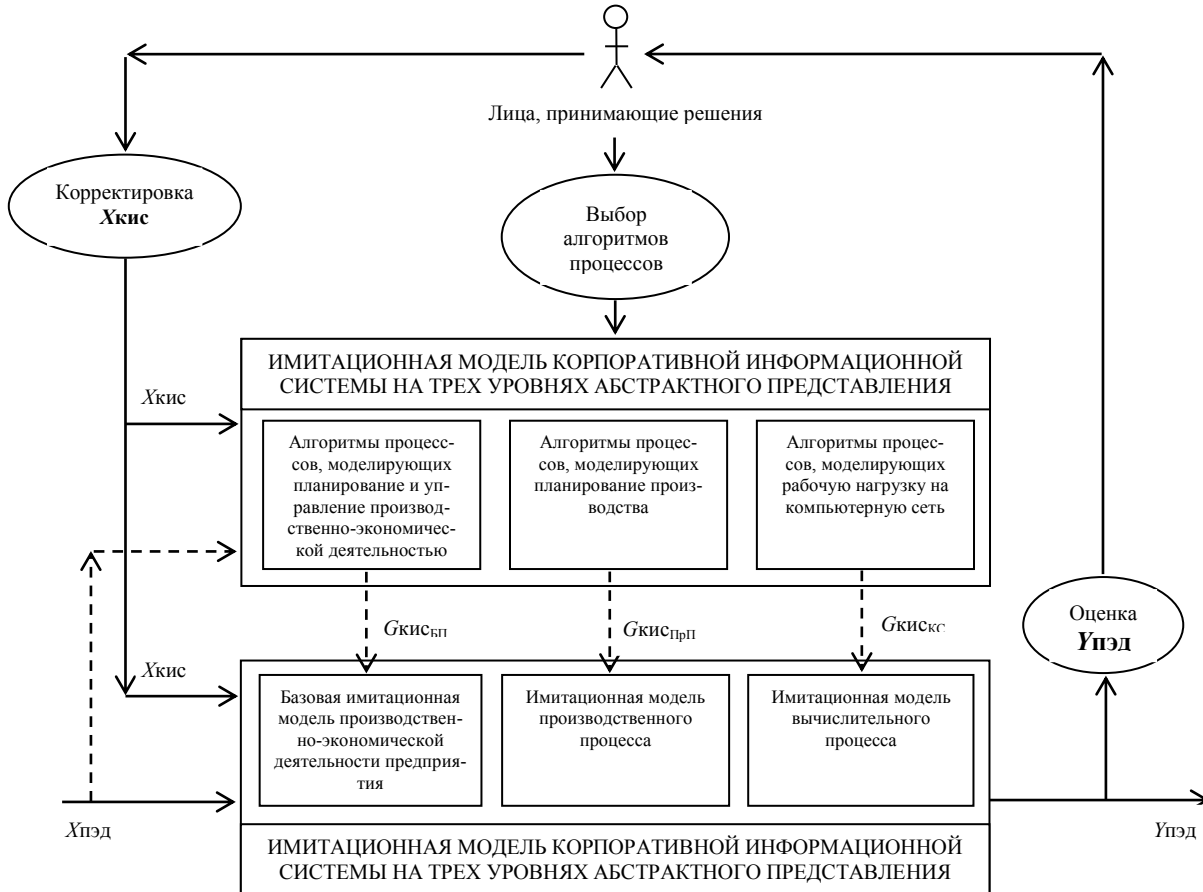 Лица, принимающие решения
Корректировка
Xкис
Выбор
алгоритмов
процессов
ИМИТАЦИОННАЯ МОДЕЛЬ КОРПОРАТИВНОЙ ИНФОРМАЦИОННОЙ
СИСТЕМЫ НА ТРЕХ УРОВНЯХ АБСТРАКТНОГО ПРЕДСТАВЛЕНИЯ
Xкис
Алгоритмы процесс-
сов, моделирующих
планирование и уп-
равление производ-
ственно-экономичес-
кой деятельностью
Алгоритмы процес-
сов, моделирующих
планирование произ-
водства
Алгоритмы процес-
сов, моделирующих
рабочую нагрузку на
компьютерную сеть
GкисБП
GкисПрП
GкисКС
Оценка
Yпэд
Xкис
Базовая имитационная
модель производствен-
но-экономической
деятельности предприя-
тия
Имитационная модель
производственного
процесса
Имитационная модель
вычислительного
процесса
Xпэд
Yпэд
ИМИТАЦИОННАЯ МОДЕЛЬ КОРПОРАТИВНОЙ ИНФОРМАЦИОННОЙ
СИСТЕМЫ НА ТРЕХ УРОВНЯХ АБСТРАКТНОГО ПРЕДСТАВЛЕНИЯ